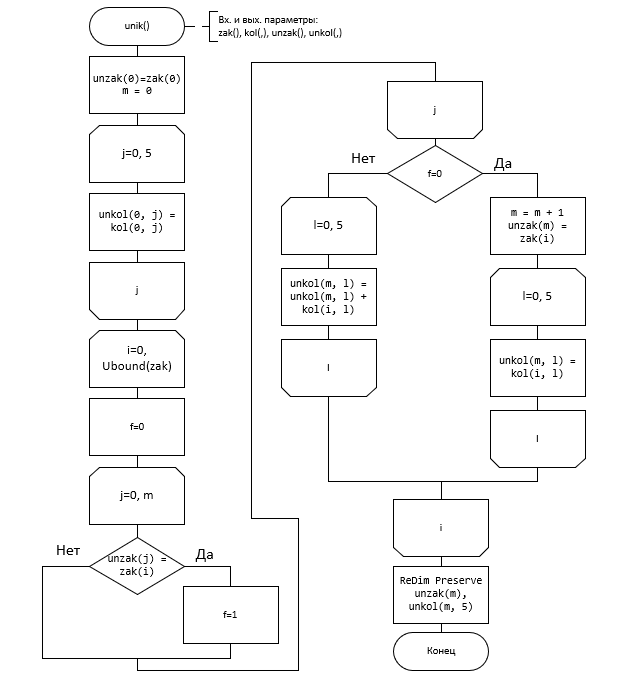 unik()
Вх. и вых. параметры:
zak(), kol(,), unzak(), unkol(,)
unzak(0)=zak(0)
m = 0
j=0, 5
unkol(0, j) =
kol(0, j)
j
i=0,
Ubound(zak)
f=0
j=0, m
unzak(j) =
zak(i)
Нет
Да
f=1
j
f=0
Нет
Да
l=0, 5
unkol(m, l) =
unkol(m, l) +
kol(i, l)
l
m = m + 1
unzak(m) =
zak(i)
l=0, 5
unkol(m, l) =
kol(i, l)
l
i
ReDim Preserve
unzak(m),
unkol(m, 5)
Конец